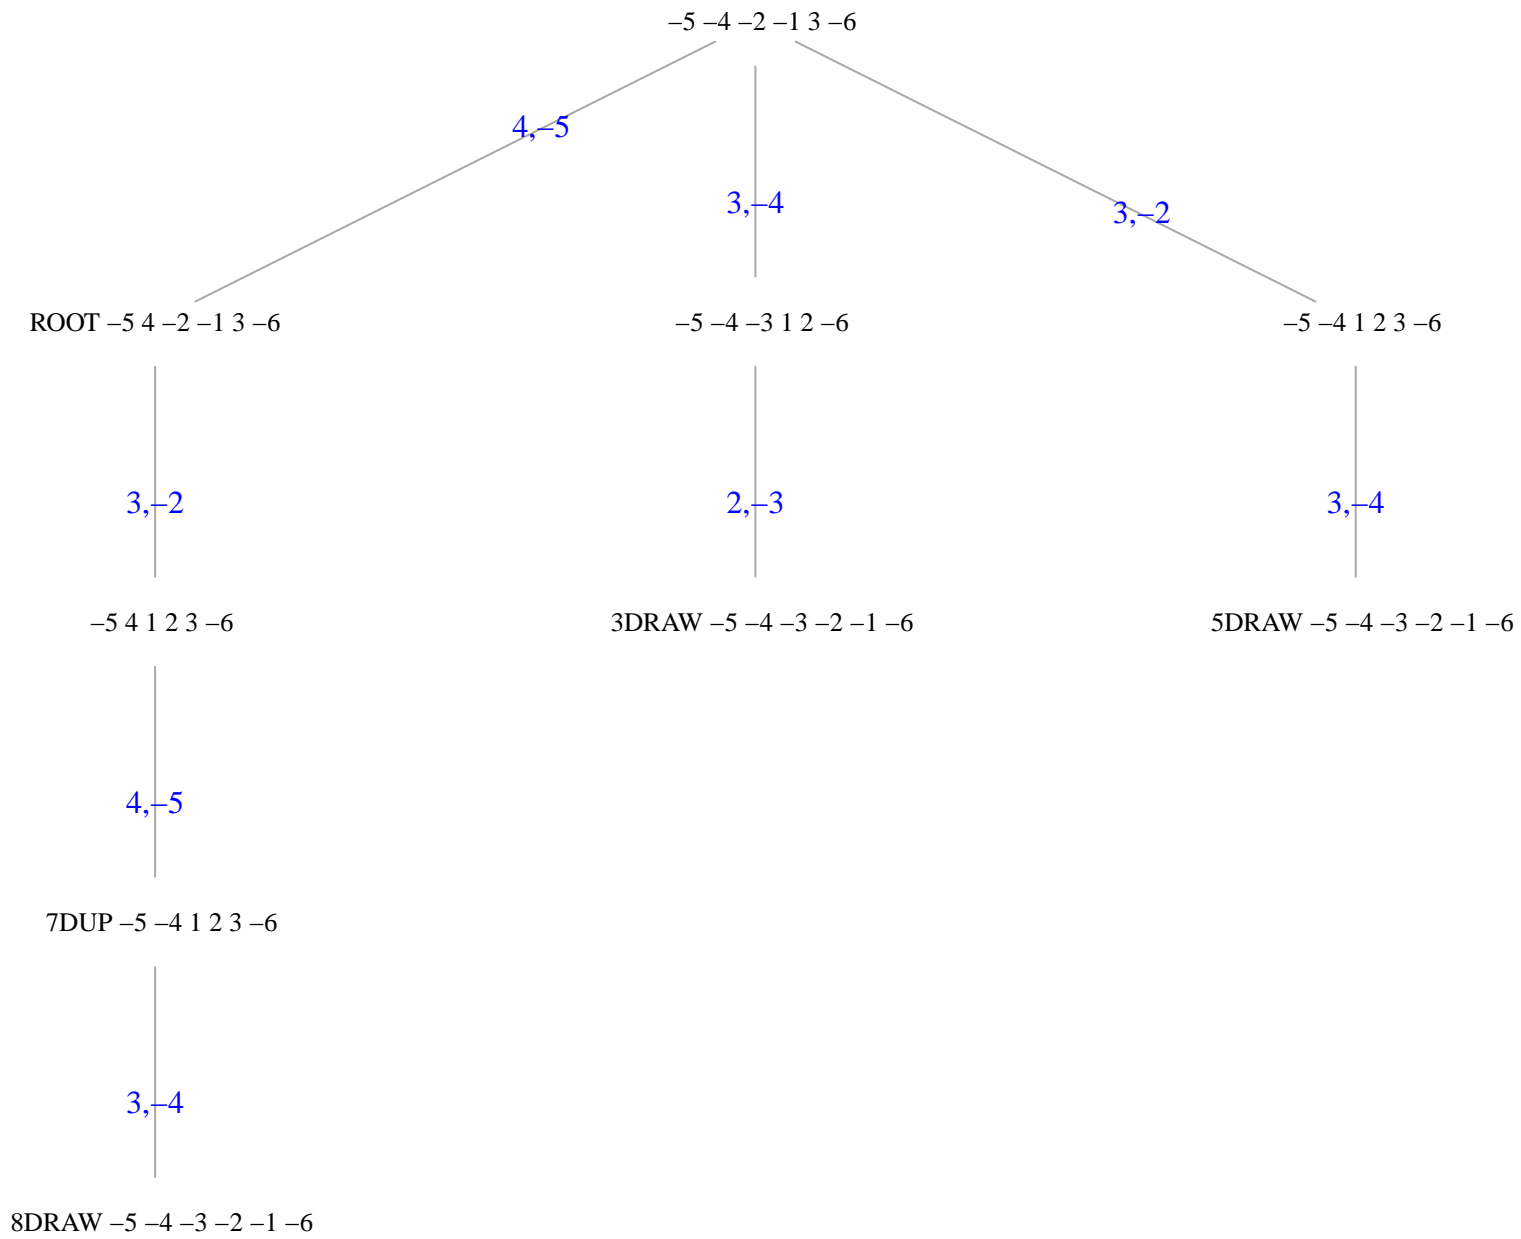 –5 –4 –2 –1 3 –6
4,–5
3,–4
3,–2
ROOT –5 4 –2 –1 3 –6
–5 –4 –3 1 2 –6
–5 –4 1 2 3 –6
3,–2
2,–3
3,–4
–5 4 1 2 3 –6
3DRAW –5 –4 –3 –2 –1 –6
5DRAW –5 –4 –3 –2 –1 –6
4,–5
7DUP –5 –4 1 2 3 –6
3,–4
8DRAW –5 –4 –3 –2 –1 –6